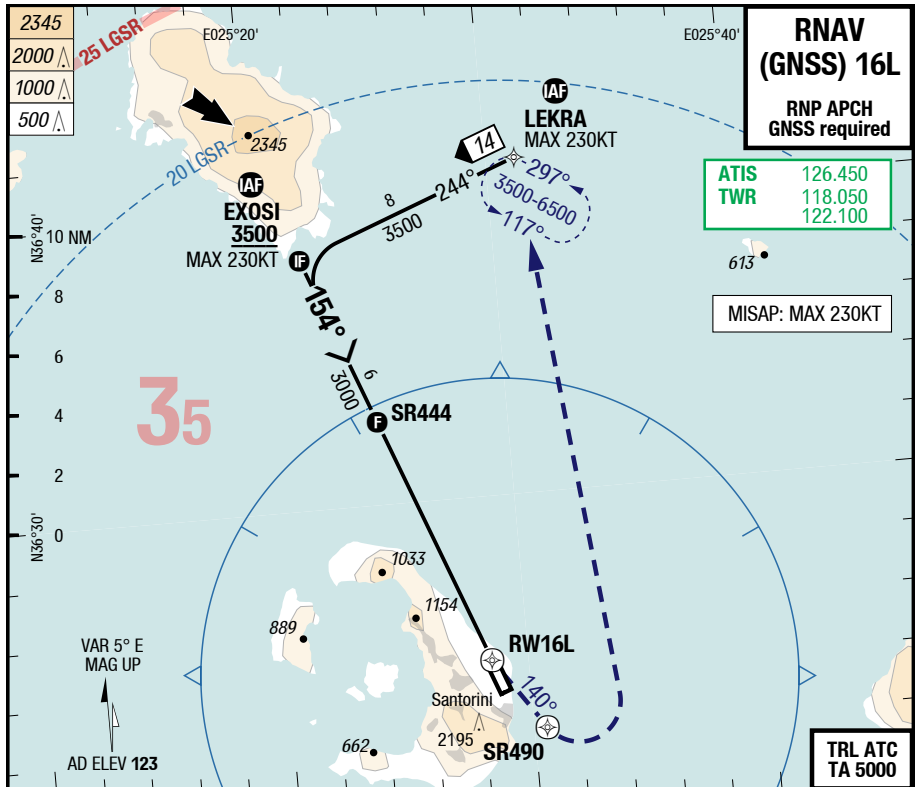 2345
2000
1000
500
25 LGSR
E025°20'
E025°40'
RNAV
(GNSS) 16L
RNP APCH
GNSS required
IAF
LEKRA
MAX 230KT
14
2345
20 LGSR
ATIS 126.450
TWR 118.050
122.100
IAF
EXOSI
3500
MAX 230KT
IF
8
3500
244°
297°
3500-6500
117°
N36°40'
10 NM
8
6
4
2
0
N36°30'
613
MISAP: MAX 230KT
154°
6
3000
35
F
SR444
1033
1154
889
RW16L
VAR 5° E
MAG UP
AD ELEV 123
Santorini
2195
140°
SR490
662
TRL ATC
TA 5000